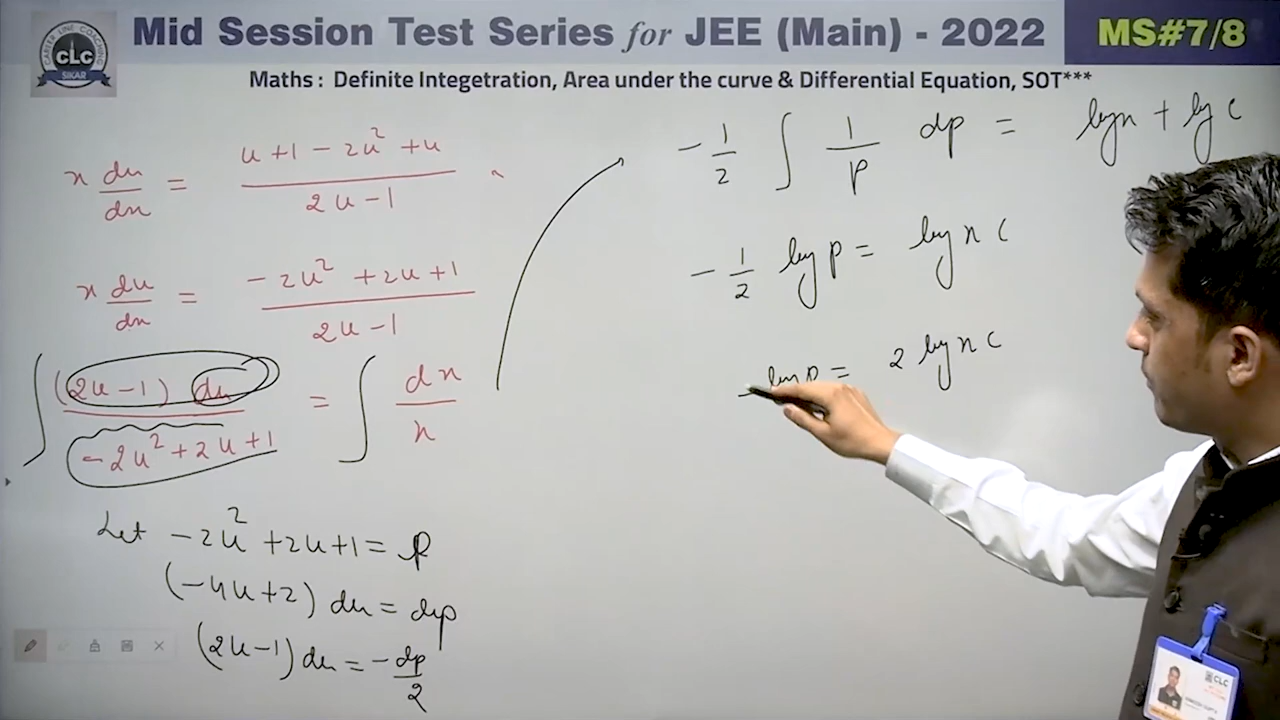 CAREER LINE COACHING
CLC
SIKAR
Mid Session Test Series for JEE (Main) - 2022
MS#7/8
Maths : Definite Integetration, Area under the curve & Differential Equation, SOT***
x du/dx = (u+1-2u²+u)/(2u-1)
x du/dx = (-2u²+2u+1)/(2u-1)
∫ (2u-1) du/(-2u²+2u+1) = ∫ dx/x
Let -2u²+2u+1 = p
(-4u+2) du = dp
(2u-1) du = -dp/2
-1/2 ∫ 1/p dp = log x + log c
-1/2 log p = log x c
log p = 2 log x c
CLC